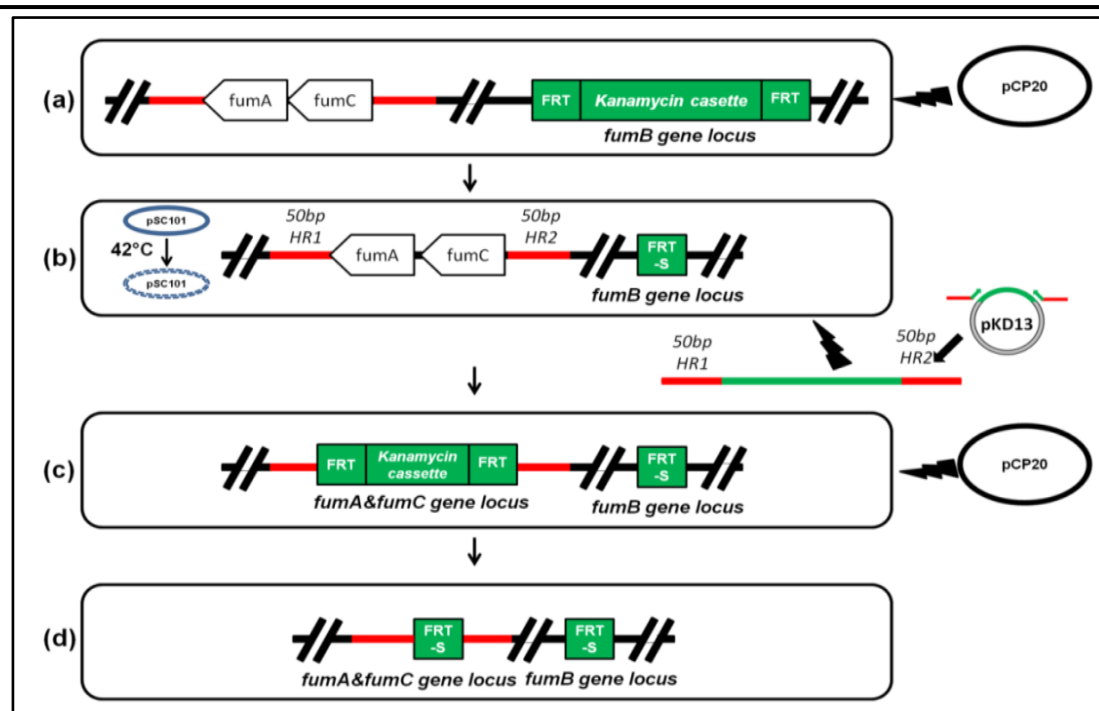 (a)
fumA
fumC
FRT
Kanamycin casette
FRT
fumB gene locus
pCP20
(b)
pSC101
42°C
pSC101
50bp
HR1
fumA
fumC
50bp
HR2
FRT
-S
fumB gene locus
pKD13
50bp
HR1
50bp
HR2
(c)
FRT
Kanamycin
cassette
FRT
fumA&fumC gene locus
FRT
-S
fumB gene locus
pCP20
(d)
FRT
-S
fumA&fumC gene locus
FRT
-S
fumB gene locus